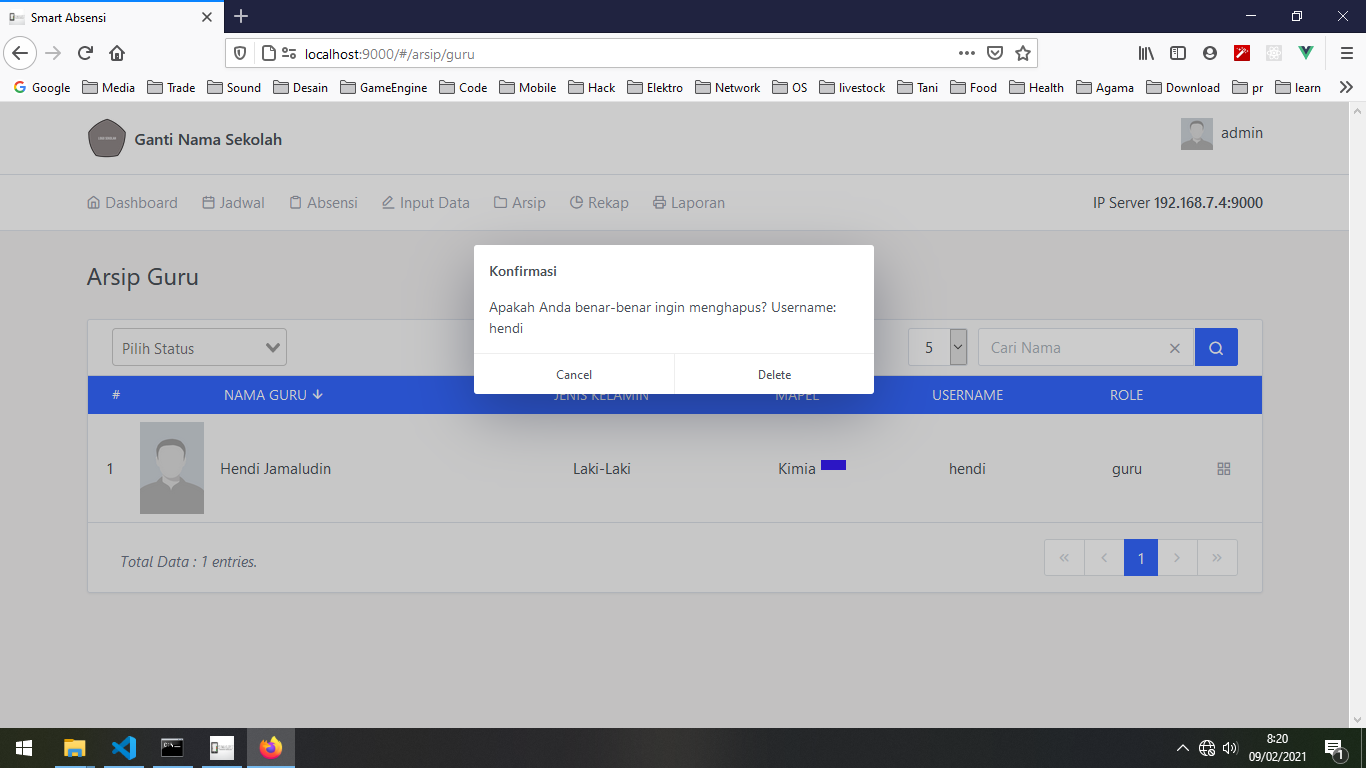 Smart Absensi
localhost:9000/#/arsip/guru
Google Media Trade Sound Desain GameEngine Code Mobile Hack Elektro Network OS livestock Tani Food Health Agama Download pr learn
Ganti Nama Sekolah
admin
Dashboard Jadwal Absensi Input Data Arsip Rekap Laporan IP Server 192.168.7.4:9000
Arsip Guru
Konfirmasi
Apakah Anda benar-benar ingin menghapus? Username:
hendi
Cancel Delete
Pilih Status 5 Cari Nama
# NAMA GURU JENIS KELAMIN MAPEL USERNAME ROLE
1 Hendi Jamaludin Laki-Laki Kimia hendi guru
Total Data : 1 entries.
« ‹ 1 › »
8:20
09/02/2021
1